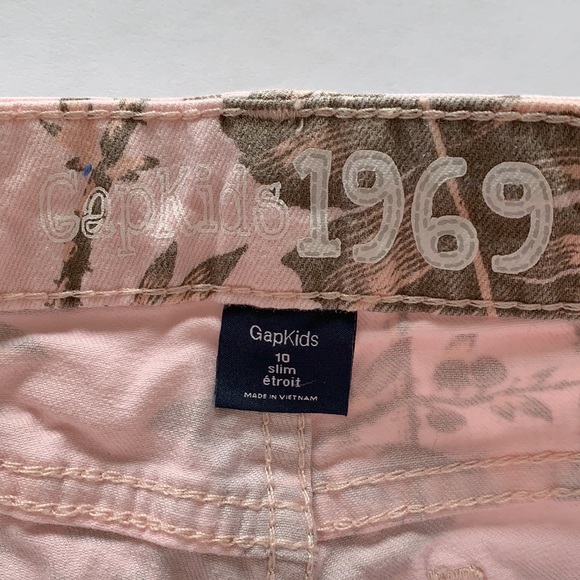 GapKids 1969
GapKids
10
slim
étroit
MADE IN VIETNAM